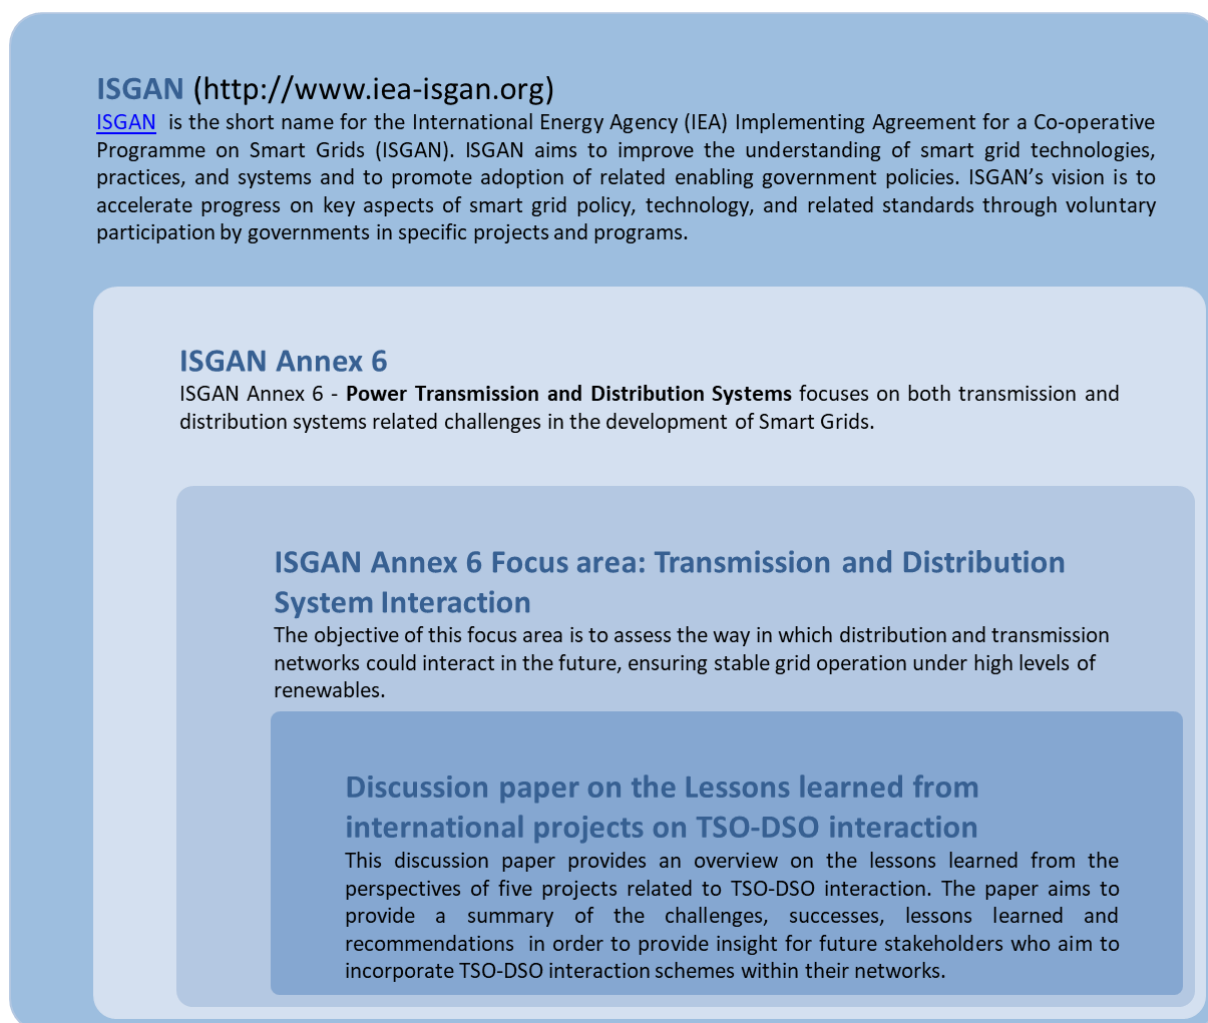 ISGAN (http://www.iea-isgan.org)
ISGAN is the short name for the International Energy Agency (IEA) Implementing Agreement for a Co-operative
Programme on Smart Grids (ISGAN). ISGAN aims to improve the understanding of smart grid technologies,
practices, and systems and to promote adoption of related enabling government policies. ISGAN’s vision is to
accelerate progress on key aspects of smart grid policy, technology, and related standards through voluntary
participation by governments in specific projects and programs.
ISGAN Annex 6
ISGAN Annex 6 - Power Transmission and Distribution Systems focuses on both transmission and
distribution systems related challenges in the development of Smart Grids.
ISGAN Annex 6 Focus area: Transmission and Distribution
System Interaction
The objective of this focus area is to assess the way in which distribution and transmission
networks could interact in the future, ensuring stable grid operation under high levels of
renewables.
Discussion paper on the Lessons learned from
international projects on TSO-DSO interaction
This discussion paper provides an overview on the lessons learned from the
perspectives of five projects related to TSO-DSO interaction. The paper aims to
provide a summary of the challenges, successes, lessons learned and
recommendations in order to provide insight for future stakeholders who aim to
incorporate TSO-DSO interaction schemes within their networks.